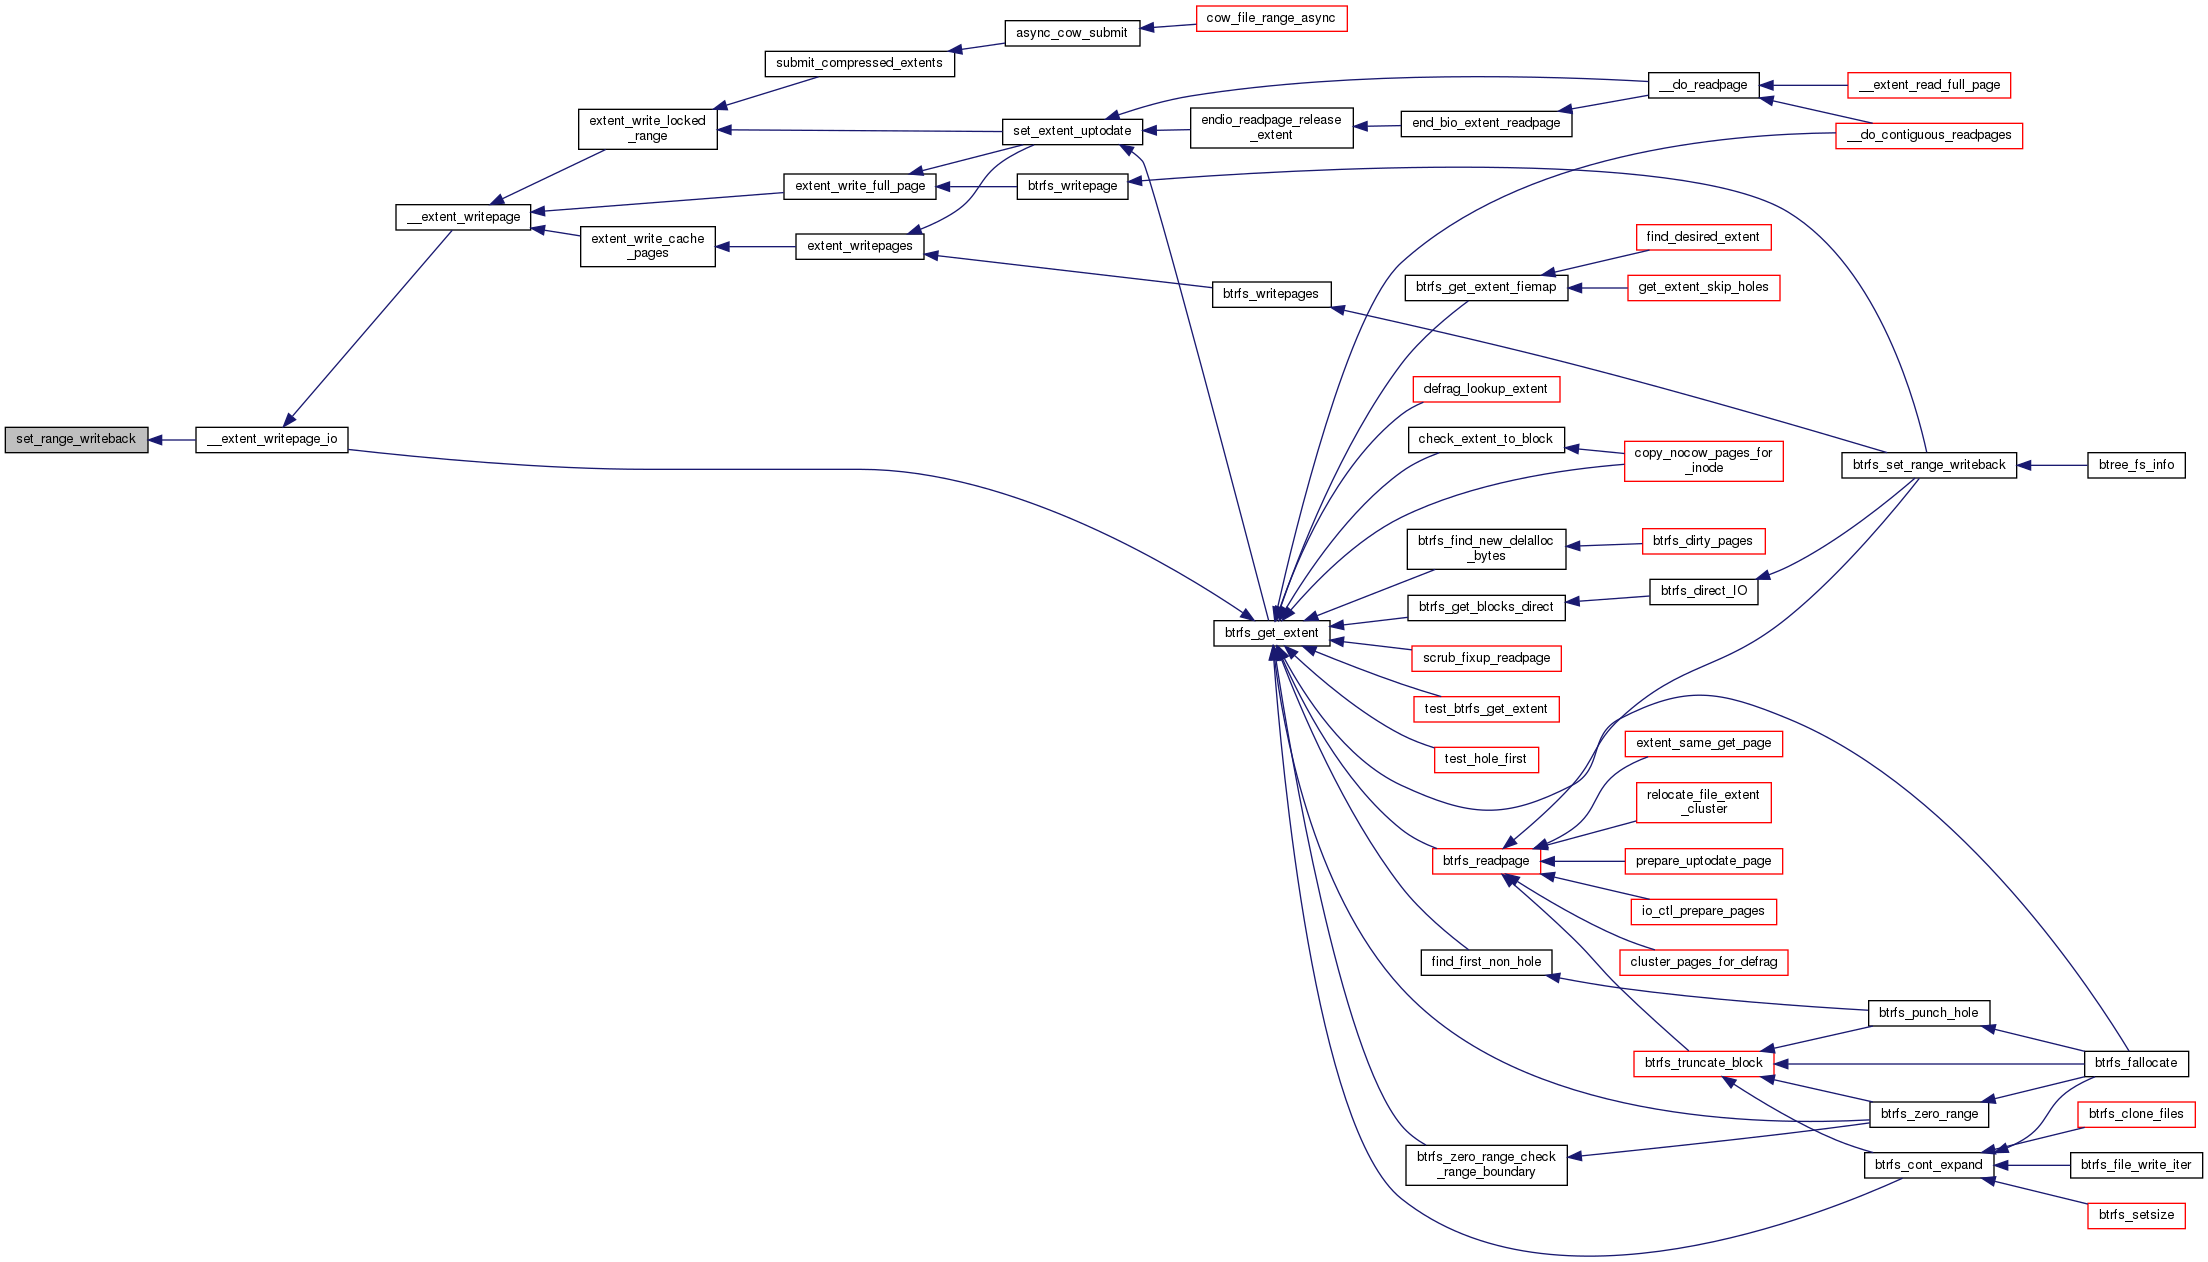 cow_file_range_async
async_cow_submit
submit_compressed_extents
__do_readpage
__extent_read_full_page
extent_write_locked
_range
set_extent_uptodate
endio_readpage_release
_extent
end_bio_extent_readpage
__do_contiguous_readpages
extent_write_full_page
btrfs_writepage
__extent_writepage
extent_write_cache
_pages
extent_writepages
find_desired_extent
btrfs_writepages
btrfs_get_extent_fiemap
get_extent_skip_holes
defrag_lookup_extent
set_range_writeback
__extent_writepage_io
check_extent_to_block
copy_nocow_pages_for
_inode
btrfs_set_range_writeback
btree_fs_info
btrfs_find_new_delalloc
_bytes
btrfs_dirty_pages
btrfs_get_blocks_direct
btrfs_direct_IO
btrfs_get_extent
scrub_fixup_readpage
test_btrfs_get_extent
test_hole_first
extent_same_get_page
relocate_file_extent
_cluster
btrfs_readpage
prepare_uptodate_page
io_ctl_prepare_pages
find_first_non_hole
cluster_pages_for_defrag
btrfs_punch_hole
btrfs_truncate_block
btrfs_fallocate
btrfs_zero_range
btrfs_clone_files
btrfs_zero_range_check
_range_boundary
btrfs_cont_expand
btrfs_file_write_iter
btrfs_setsize